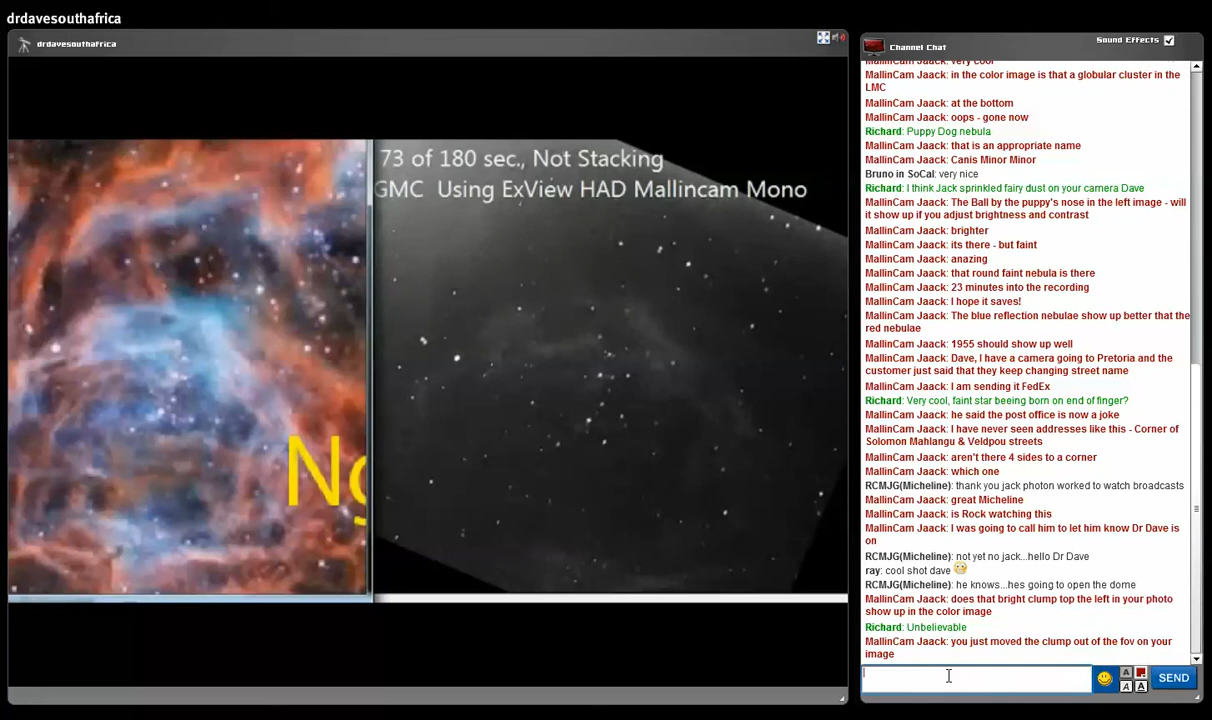 drdavesouthafrica
drdavesouthafrica
73 of 180 sec., Not Stacking
GMC Using ExView HAD Mallincam Mono
No
Channel Chat
Sound Effects
MallinCam Jaack: very cool
MallinCam Jaack: in the color image is that a globular cluster in the
LMC
MallinCam Jaack: at the bottom
MallinCam Jaack: oops - gone now
Richard: Puppy Dog nebula
MallinCam Jaack: that is an appropriate name
MallinCam Jaack: Canis Minor Minor
Bruno in SoCal: very nice
Richard: I think Jack sprinkled fairy dust on your camera Dave
MallinCam Jaack: The Ball by the puppy's nose in the left image - will
it show up if you adjust brightness and contrast
MallinCam Jaack: brighter
MallinCam Jaack: its there - but faint
MallinCam Jaack: anazing
MallinCam Jaack: that round faint nebula is there
MallinCam Jaack: 23 minutes into the recording
MallinCam Jaack: I hope it saves!
MallinCam Jaack: The blue reflection nebulae show up better that the
red nebulae
MallinCam Jaack: 1955 should show up well
MallinCam Jaack: Dave, I have a camera going to Pretoria and the
customer just said that they keep changing street name
MallinCam Jaack: I am sending it FedEx
Richard: Very cool, faint star beeing born on end of finger?
MallinCam Jaack: he said the post office is now a joke
MallinCam Jaack: I have never seen addresses like this - Corner of
Solomon Mahlangu & Veldpou streets
MallinCam Jaack: aren't there 4 sides to a corner
MallinCam Jaack: which one
RCMJG(Micheline): thank you jack photon worked to watch broadcasts
MallinCam Jaack: great Micheline
MallinCam Jaack: is Rock watching this
MallinCam Jaack: I was going to call him to let him know Dr Dave is
on
RCMJG(Micheline): not yet no jack...hello Dr Dave
ray: cool shot dave
RCMJG(Micheline): he knows...hes going to open the dome
MallinCam Jaack: does that bright clump top the left in your photo
show up in the color image
Richard: Unbelievable
MallinCam Jaack: you just moved the clump out of the fov on your
image
A
A A
SEND